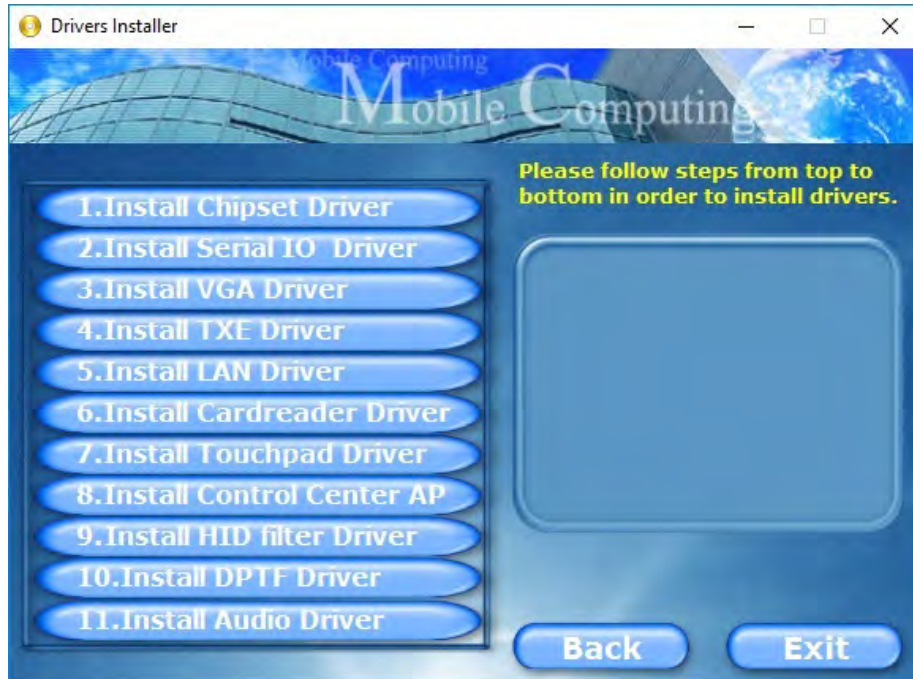 Drivers Installer
Mobile Computing
Mobile Computing
Please follow steps from top to
bottom in order to install drivers.
1.Install Chipset Driver
2.Install Serial IO  Driver
3.Install VGA Driver
4.Install TXE Driver
5.Install LAN Driver
6.Install Cardreader Driver
7.Install Touchpad Driver
8.Install Control Center AP
9.Install HID filter Driver
10.Install DPTF Driver
11.Install Audio Driver
Back
Exit